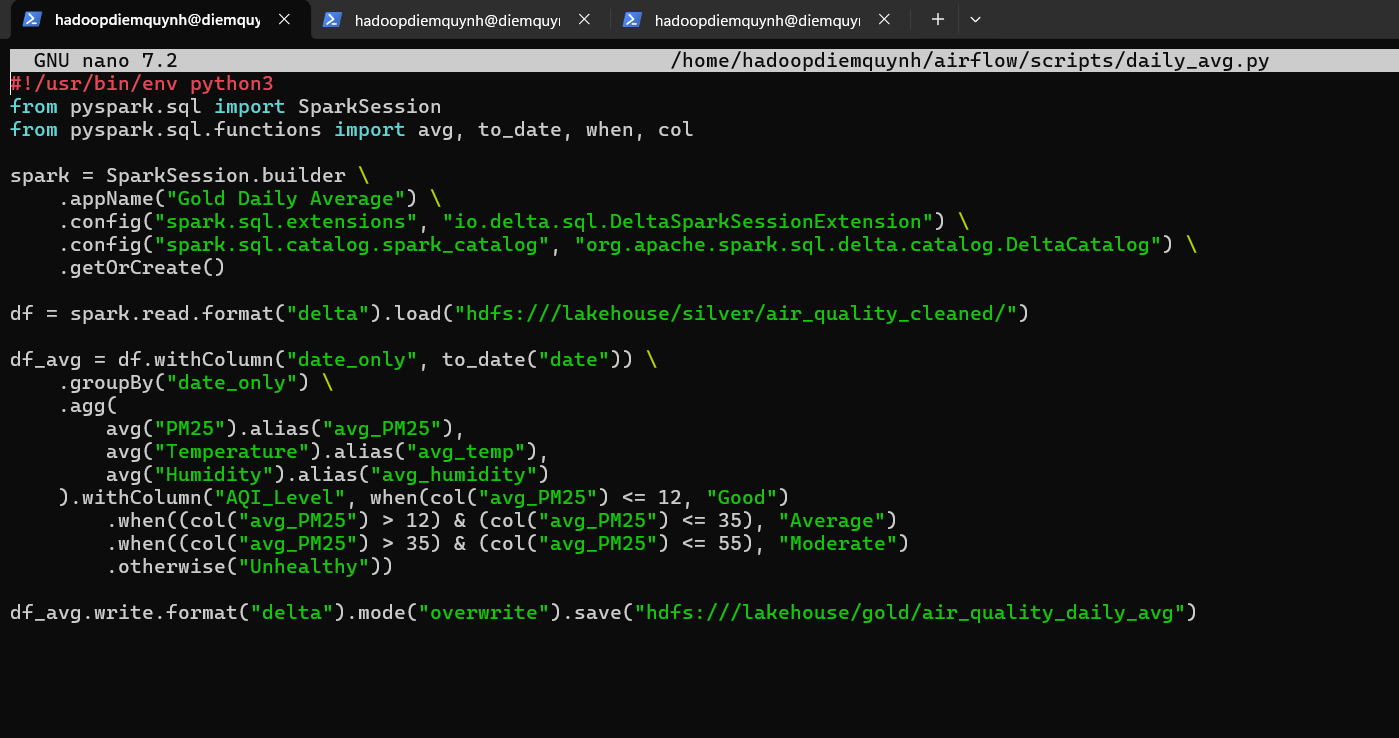 hadoopdiemquynh@diemquy
hadoopdiemquynh@diemquy
hadoopdiemquynh@diemquy
GNU nano 7.2 /home/hadoopdiemquynh/airflow/scripts/daily_avg.py
#!/usr/bin/env python3
from pyspark.sql import SparkSession
from pyspark.sql.functions import avg, to_date, when, col

spark = SparkSession.builder \
    .appName("Gold Daily Average") \
    .config("spark.sql.extensions", "io.delta.sql.DeltaSparkSessionExtension") \
    .config("spark.sql.catalog.spark_catalog", "org.apache.spark.sql.delta.catalog.DeltaCatalog") \
    .getOrCreate()

df = spark.read.format("delta").load("hdfs:///lakehouse/silver/air_quality_cleaned/")

df_avg = df.withColumn("date_only", to_date("date")) \
    .groupBy("date_only") \
    .agg(
        avg("PM25").alias("avg_PM25"),
        avg("Temperature").alias("avg_temp"),
        avg("Humidity").alias("avg_humidity")
    ).withColumn("AQI_Level", when(col("avg_PM25") <= 12, "Good")
        .when((col("avg_PM25") > 12) & (col("avg_PM25") <= 35), "Average")
        .when((col("avg_PM25") > 35) & (col("avg_PM25") <= 55), "Moderate")
        .otherwise("Unhealthy"))

df_avg.write.format("delta").mode("overwrite").save("hdfs:///lakehouse/gold/air_quality_daily_avg")